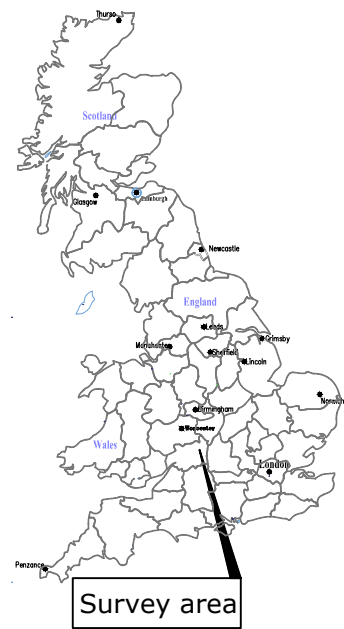 Thurso
Scotland
Glasgow
Edinburgh
Newcastle
England
Leeds
Manchester
Grimsby
Sheffield
Lincoln
Norwich
Birmingham
Worcester
Wales
London
Penzance
Survey area